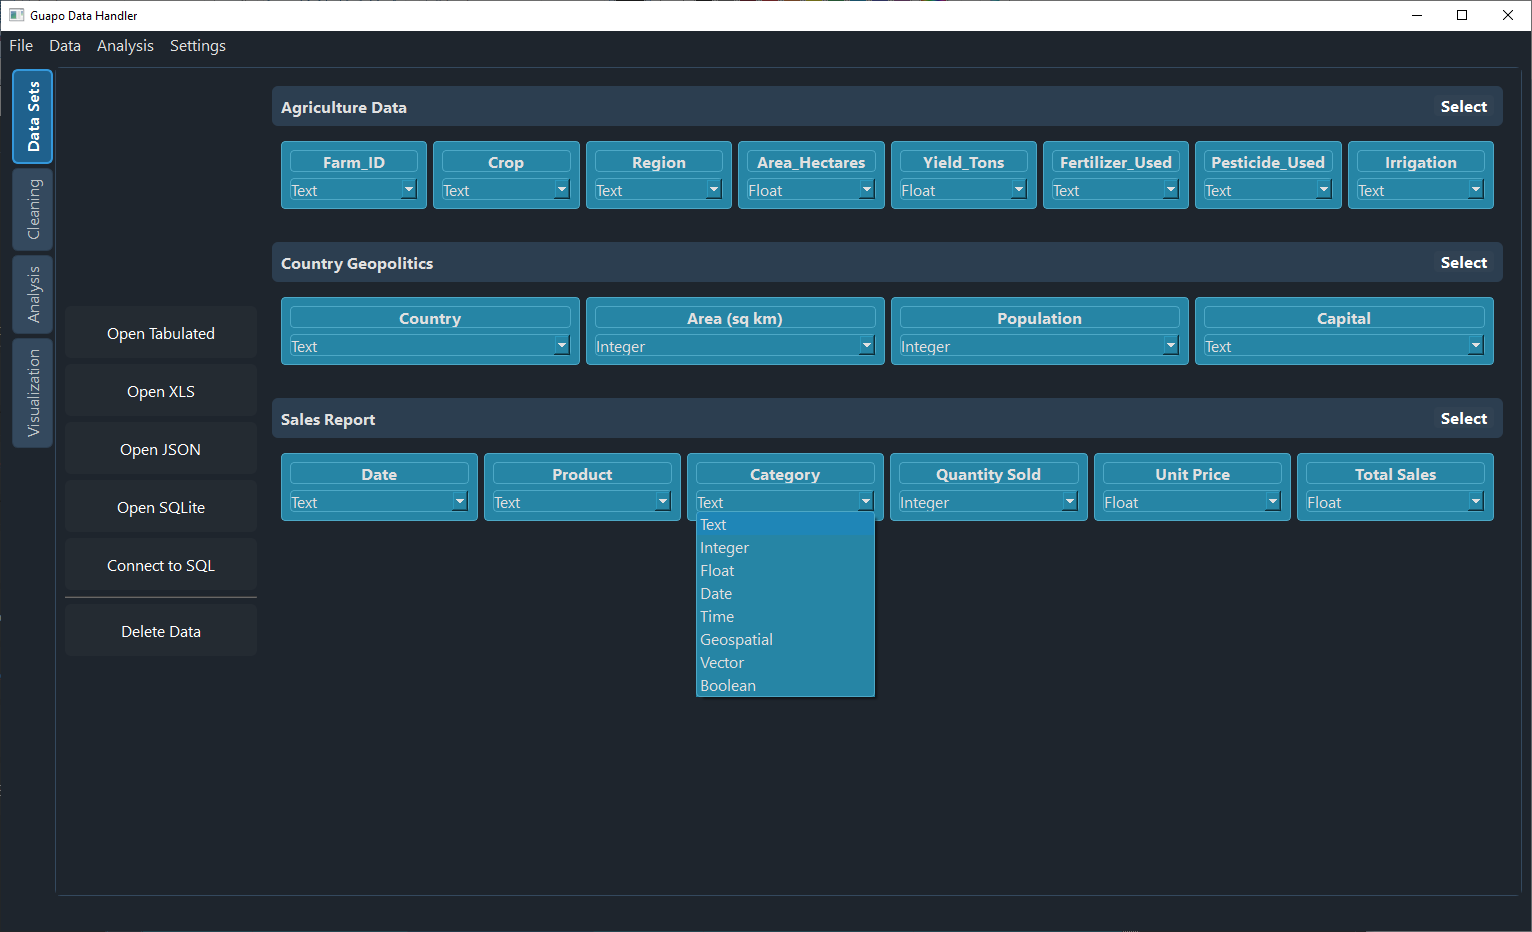 Guapo Data Handler
File Data Analysis Settings
Data Sets
Cleaning
Analysis
Visualization
Open Tabulated
Open XLS
Open JSON
Open SQLite
Connect to SQL
Delete Data
Agriculture Data Select
Farm_ID Crop Region Area_Hectares Yield_Tons Fertilizer_Used Pesticide_Used Irrigation
Text Text Text Float Float Text Text Text
Country Geopolitics Select
Country Area (sq km) Population Capital
Text Integer Integer Text
Sales Report Select
Date Product Category Quantity Sold Unit Price Total Sales
Text Text Text Integer Float Float
Text
Integer
Float
Date
Time
Geospatial
Vector
Boolean